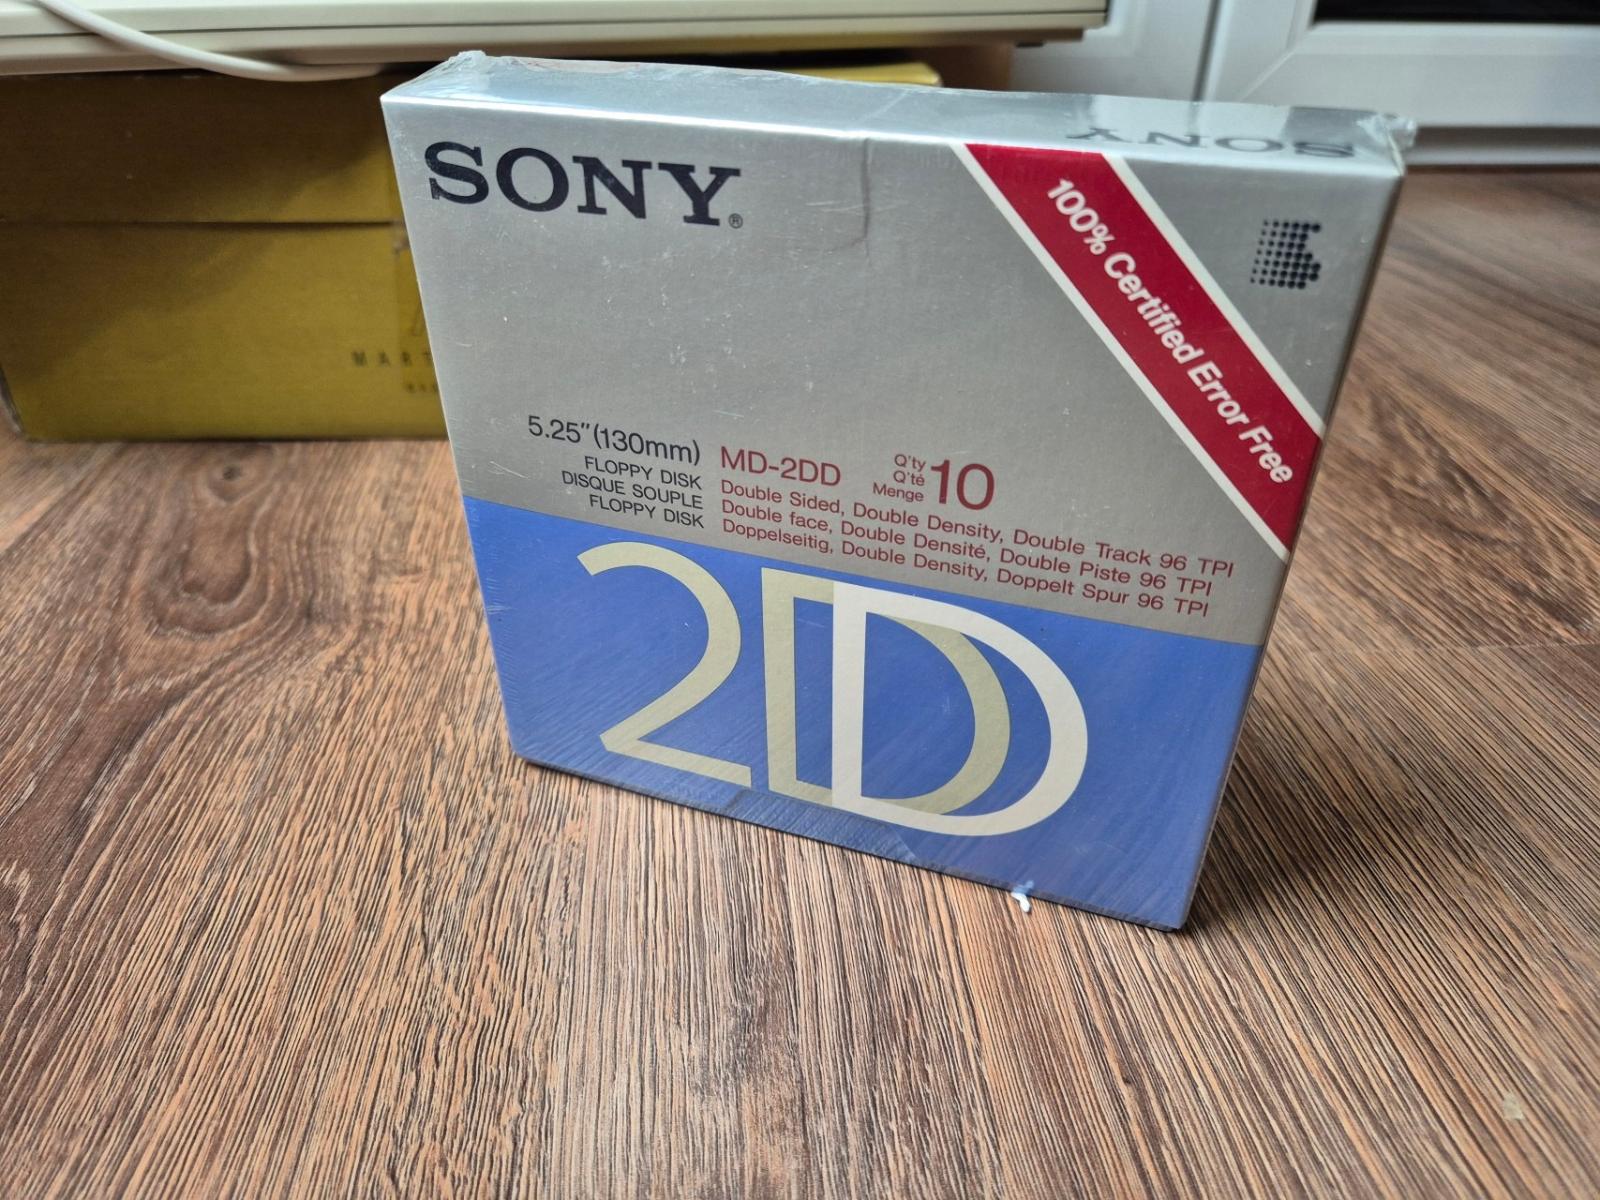 SONY
SONY®
100% Certified Error Free
5.25" (130mm)
FLOPPY DISK
DISQUE SOUPLE
FLOPPY DISK
MD-2DD
Q'ty
Q'té
Menge
10
Double Sided, Double Density, Double Track 96 TPI
Double face, Double Densité, Double Piste 96 TPI
Doppelseitig, Double Density, Doppelt Spur 96 TPI
2DD